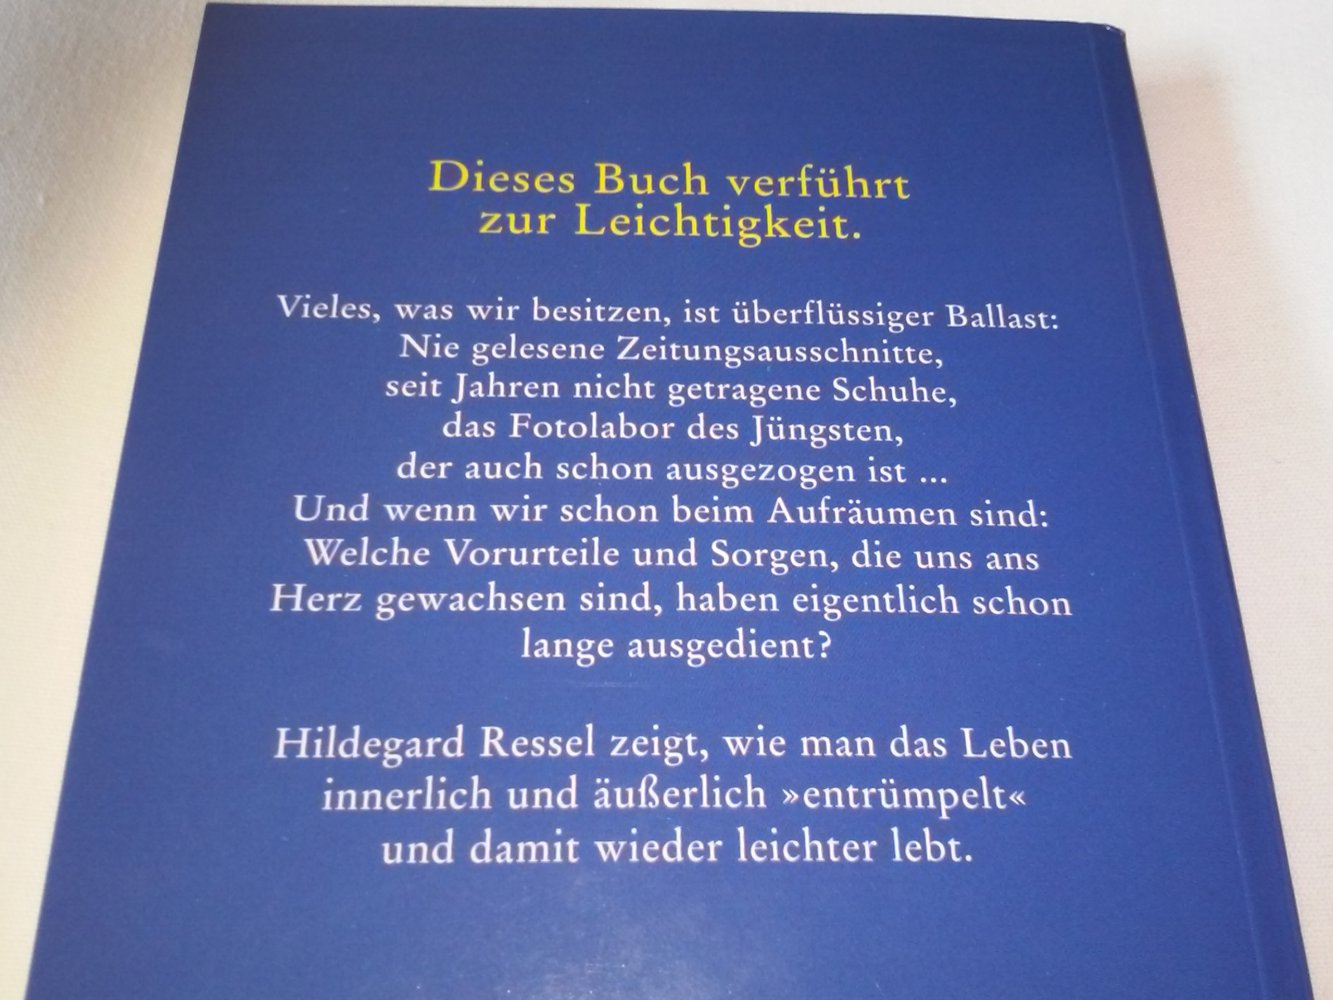 Dieses Buch verführt
zur Leichtigkeit.
Vieles, was wir besitzen, ist überflüssiger Ballast:
Nie gelesene Zeitungsausschnitte,
seit Jahren nicht getragene Schuhe,
das Fotolabor des Jüngsten,
der auch schon ausgezogen ist ...
Und wenn wir schon beim Aufräumen sind:
Welche Vorurteile und Sorgen, die uns ans
Herz gewachsen sind, haben eigentlich schon
lange ausgedient?
Hildegard Ressel zeigt, wie man das Leben
innerlich und äußerlich »entrümpelt«
und damit wieder leichter lebt.